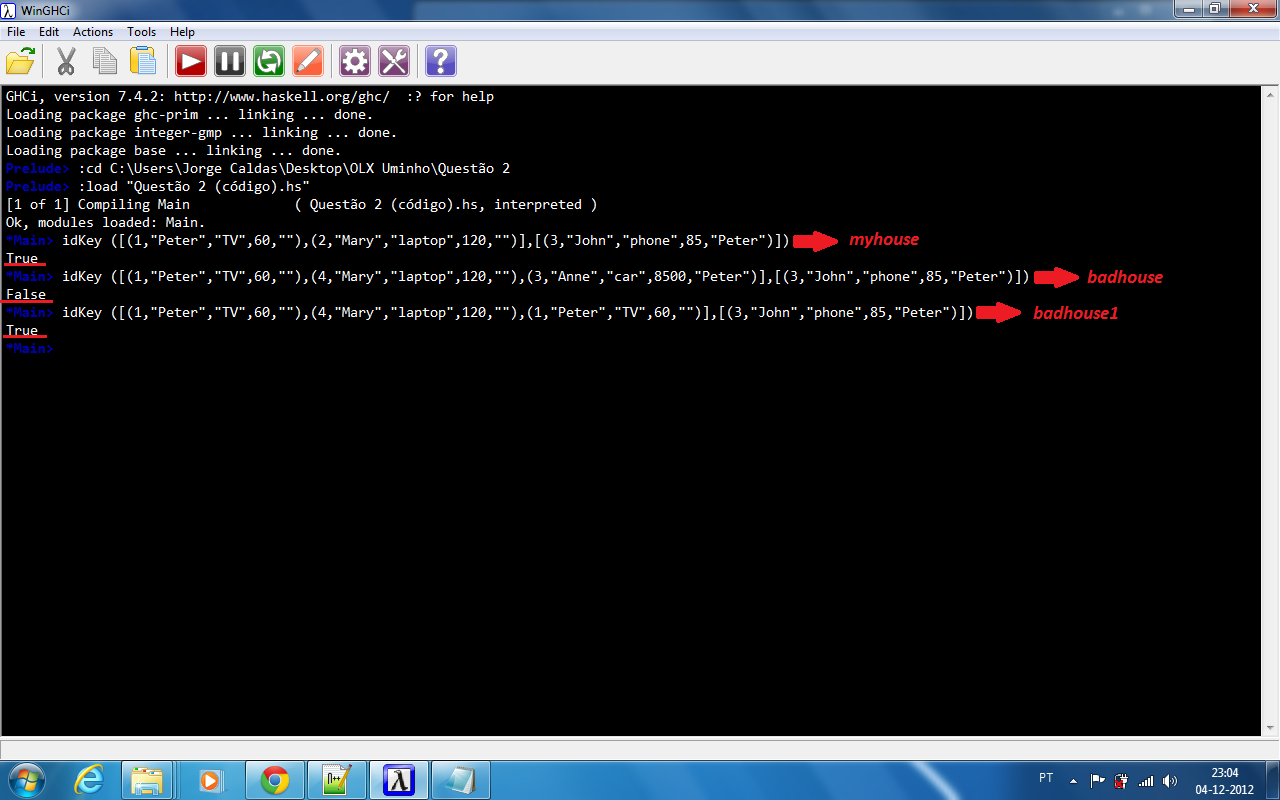 WinGHCi
File Edit Actions Tools Help
GHCi, version 7.4.2: http://www.haskell.org/ghc/  :? for help
Loading package ghc-prim ... linking ... done.
Loading package integer-gmp ... linking ... done.
Loading package base ... linking ... done.
Prelude> :cd C:\Users\Jorge Caldas\Desktop\OLX Uminho\Questão 2
Prelude> :load "Questão 2 (código).hs"
[1 of 1] Compiling Main             ( Questão 2 (código).hs, interpreted )
Ok, modules loaded: Main.
*Main> idKey ([(1,"Peter","TV",60,""),(2,"Mary","laptop",120,"")],[(3,"John","phone",85,"Peter")]) myhouse
True
*Main> idKey ([(1,"Peter","TV",60,""),(4,"Mary","laptop",120,""),(3,"Anne","car",8500,"Peter")],[(3,"John","phone",85,"Peter")]) badhouse
False
*Main> idKey ([(1,"Peter","TV",60,""),(4,"Mary","laptop",120,""),(1,"Peter","TV",60,"")],[(3,"John","phone",85,"Peter")]) badhouse1
True
*Main>
PT
23:04
04-12-2012